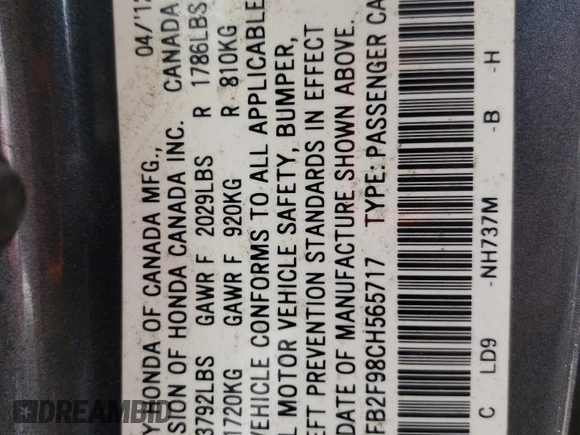 Y HONDA OF CANADA MFG., 04/'12
SION OF HONDA CANADA INC. CANADA
3792LBS GAWR F 2029LBS R 1786LBS
1720KG GAWR F 920KG R 810KG
VEHICLE CONFORMS TO ALL APPLICABLE
L MOTOR VEHICLE SAFETY, BUMPER,
EFT PREVENTION STANDARDS IN EFFECT
DATE OF MANUFACTURE SHOWN ABOVE.
FB2F98CH565717 TYPE: PASSENGER CA
C LD9 -NH737M -B -H
DREAMBID